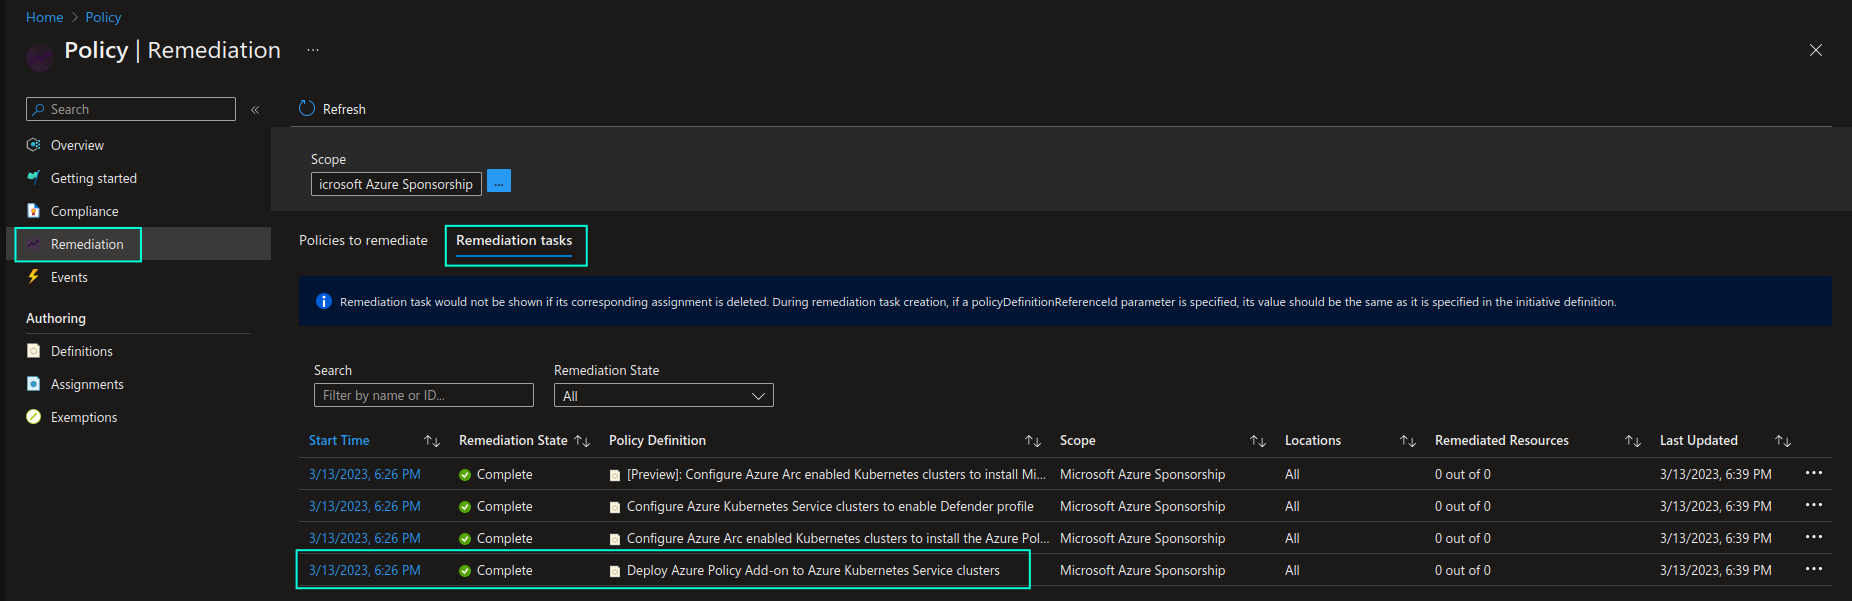 Home > Policy
Policy | Remediation ...
Search «
Overview
Getting started
Compliance
Remediation
Events
Authoring
Definitions
Assignments
Exemptions
Refresh
Scope
icrosoft Azure Sponsorship ...
Policies to remediate Remediation tasks
Remediation task would not be shown if its corresponding assignment is deleted. During remediation task creation, if a policyDefinitionReferenceId parameter is specified, its value should be the same as it is specified in the initiative definition.
Search Remediation State
Filter by name or ID... All
Start Time Remediation State Policy Definition Scope Locations Remediated Resources Last Updated
3/13/2023, 6:26 PM Complete [Preview]: Configure Azure Arc enabled Kubernetes clusters to install Mi... Microsoft Azure Sponsorship All 0 out of 0 3/13/2023, 6:39 PM ...
3/13/2023, 6:26 PM Complete Configure Azure Kubernetes Service clusters to enable Defender profile Microsoft Azure Sponsorship All 0 out of 0 3/13/2023, 6:39 PM ...
3/13/2023, 6:26 PM Complete Configure Azure Arc enabled Kubernetes clusters to install the Azure Pol... Microsoft Azure Sponsorship All 0 out of 0 3/13/2023, 6:39 PM ...
3/13/2023, 6:26 PM Complete Deploy Azure Policy Add-on to Azure Kubernetes Service clusters Microsoft Azure Sponsorship All 0 out of 0 3/13/2023, 6:39 PM ...